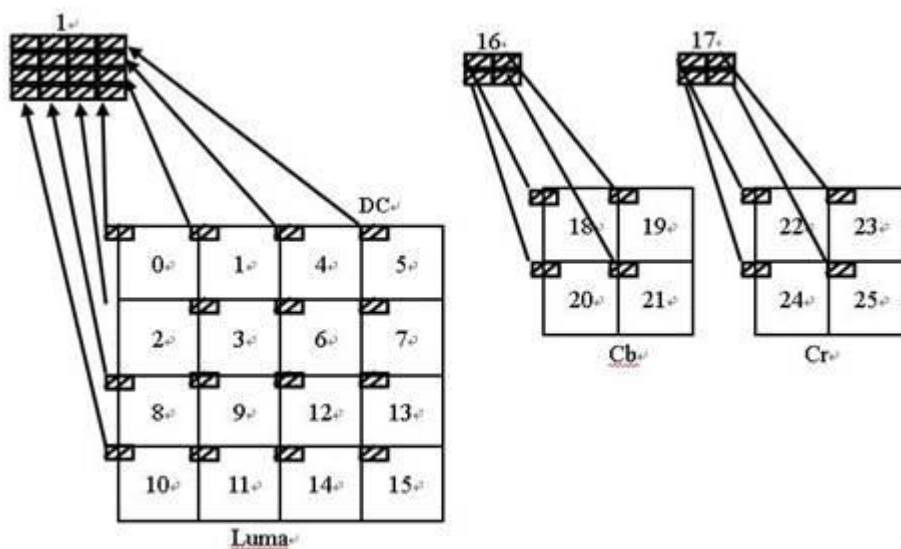 1↵
16↵
17↵
DC↵
0↵ 1↵ 4↵ 5↵
2↵ 3↵ 6↵ 7↵
8↵ 9↵ 12↵ 13↵
10↵ 11↵ 14↵ 15↵
Luma↵
18↵ 19↵
20↵ 21↵
Cb↵
22↵ 23↵
24↵ 25↵
Cr↵